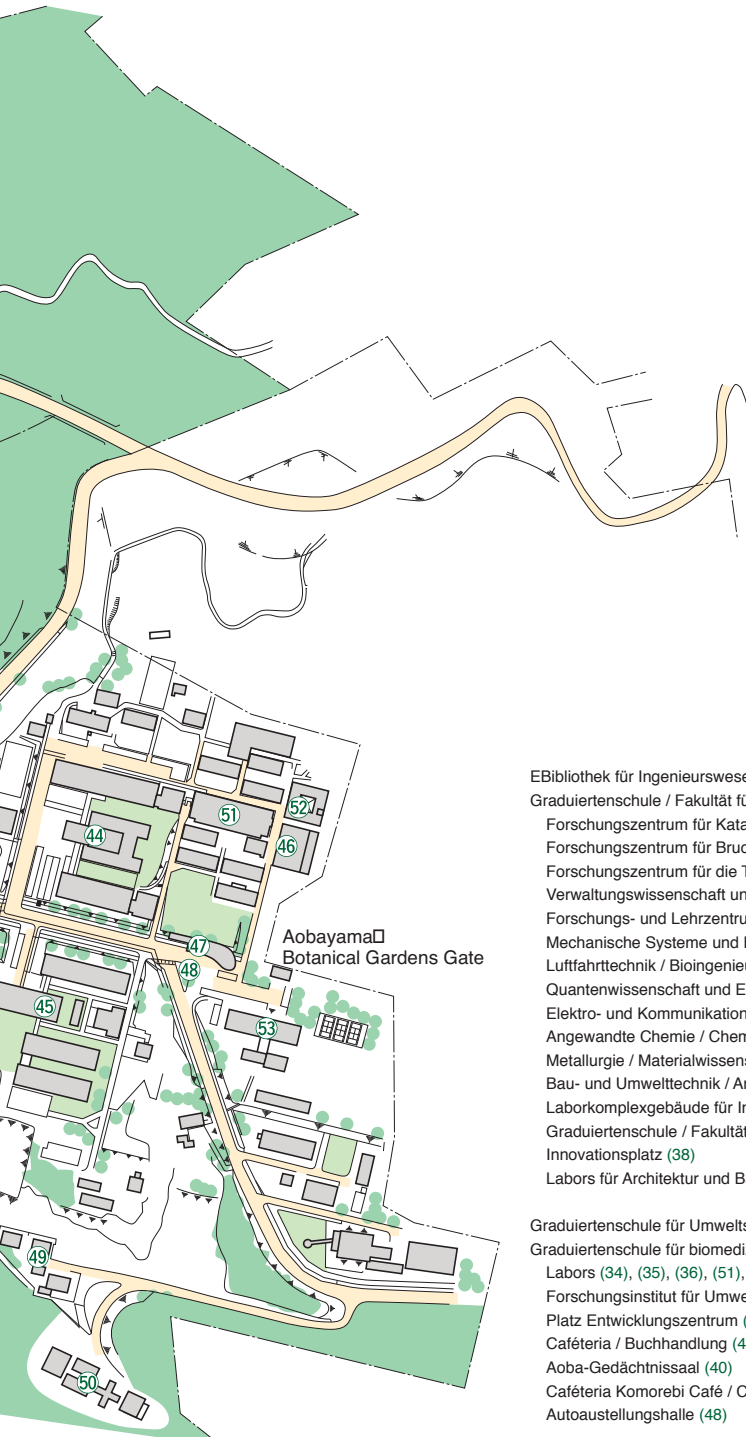 51
52
44
46
Aobayama□
Botanical Gardens Gate
47
48
45
53
49
50
EBibliothek für Ingenieurswese
Graduiertenschule / Fakultät fü
Forschungszentrum für Kata
Forschungszentrum für Bruc
Forschungszentrum für die T
Verwaltungswissenschaft un
Forschungs- und Lehrzentru
Mechanische Systeme und
Luftfahrttechnik / Bioingenieu
Quantenwissenschaft und E
Elektro- und Kommunikation
Angewandte Chemie / Chem
Metallurgie / Materialwissens
Bau- und Umwelttechnik / A
Laborkomplexgebäude für In
Graduiertenschule / Fakultät
Innovationsplatz (38)
Labors für Architektur und B
Graduiertenschule für Umwelts
Graduiertenschule für biomedi
Labors (34), (35), (36), (51),
Forschungsinstitut für Umwe
Platz Entwicklungszentrum (
Caféteria / Buchhandlung (4
Aoba-Gedächtnissaal (40)
Caféteria Komorebi Café / C
Autoaustellungshalle (48)